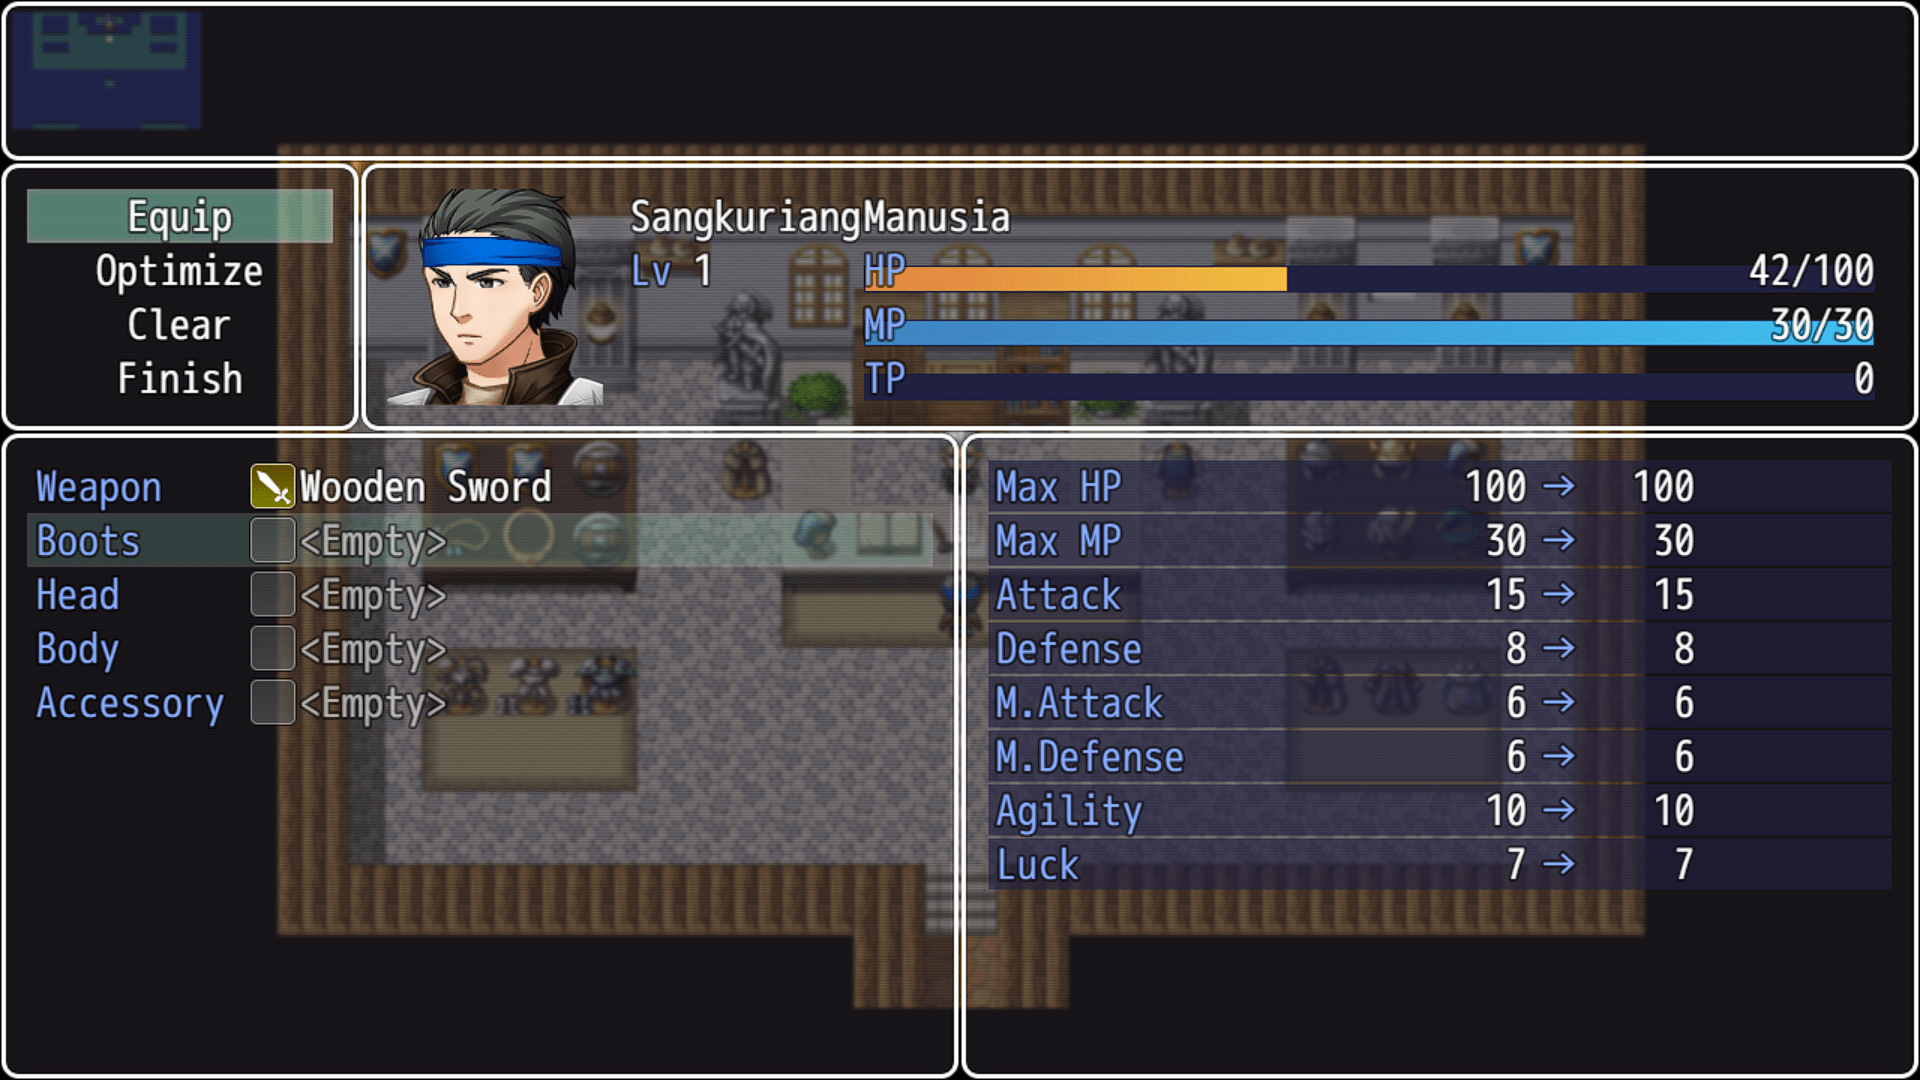 Equip
Optimize
Clear
Finish
SangkuriangManusia
Lv 1
HP 42/100
MP 30/30
TP 0
Weapon Wooden Sword
Boots <Empty>
Head <Empty>
Body <Empty>
Accessory <Empty>
Max HP 100 → 100
Max MP 30 → 30
Attack 15 → 15
Defense 8 → 8
M.Attack 6 → 6
M.Defense 6 → 6
Agility 10 → 10
Luck 7 → 7